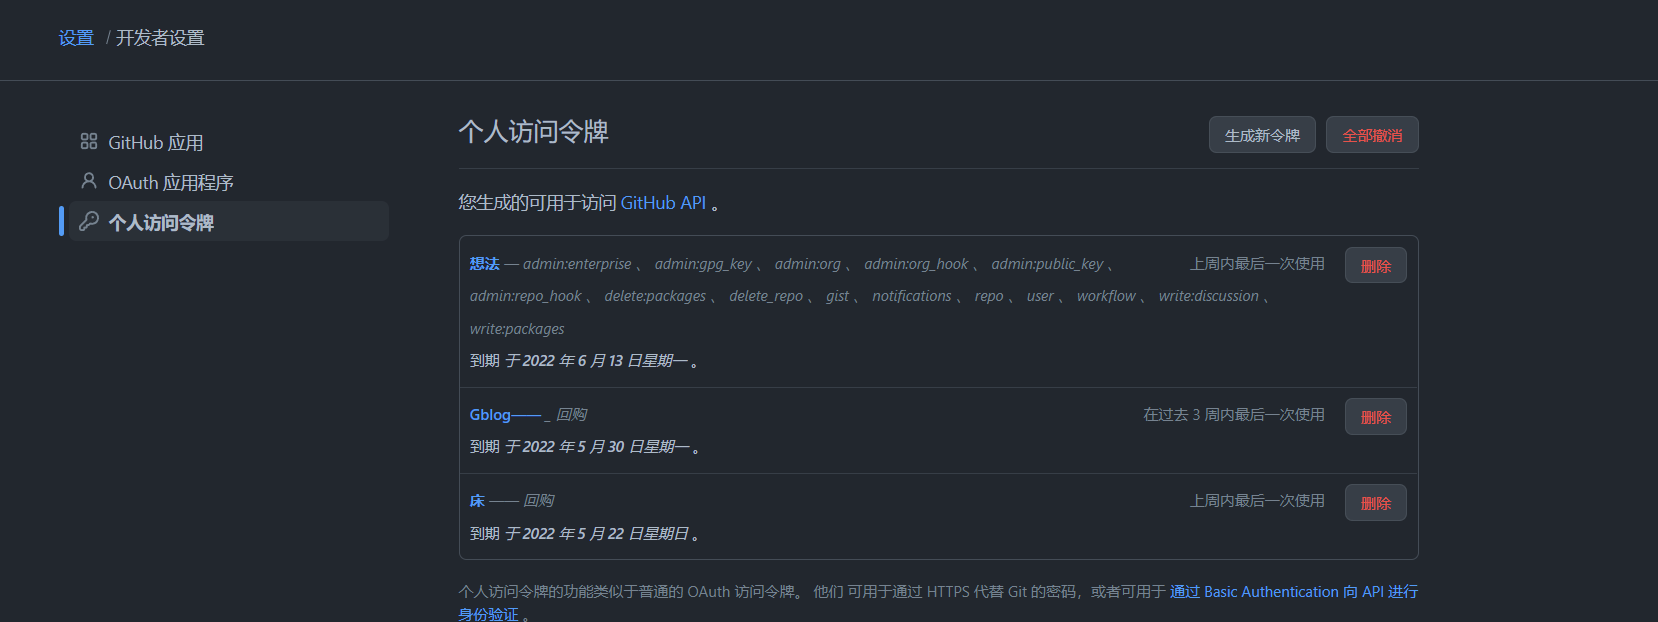 设置 / 开发者设置
GitHub 应用
OAuth 应用程序
个人访问令牌
个人访问令牌
生成新令牌
全部撤消
您生成的可用于访问 GitHub API 。
想法 — admin:enterprise 、 admin:gpg_key 、 admin:org 、 admin:org_hook 、 admin:public_key 、
上周内最后一次使用
删除
admin:repo_hook 、 delete:packages 、 delete_repo 、 gist 、 notifications 、 repo 、 user 、 workflow 、 write:discussion 、
write:packages
到期 于 2022 年 6 月 13 日星期一 。
Gblog—— _ 回购
在过去 3 周内最后一次使用
删除
到期 于 2022 年 5 月 30 日星期一 。
床 —— 回购
上周内最后一次使用
删除
到期 于 2022 年 5 月 22 日星期日 。
个人访问令牌的功能类似于普通的 OAuth 访问令牌。 他们 可用于通过 HTTPS 代替 Git 的密码，或者可用于 通过 Basic Authentication 向 API 进行
身份验证 。